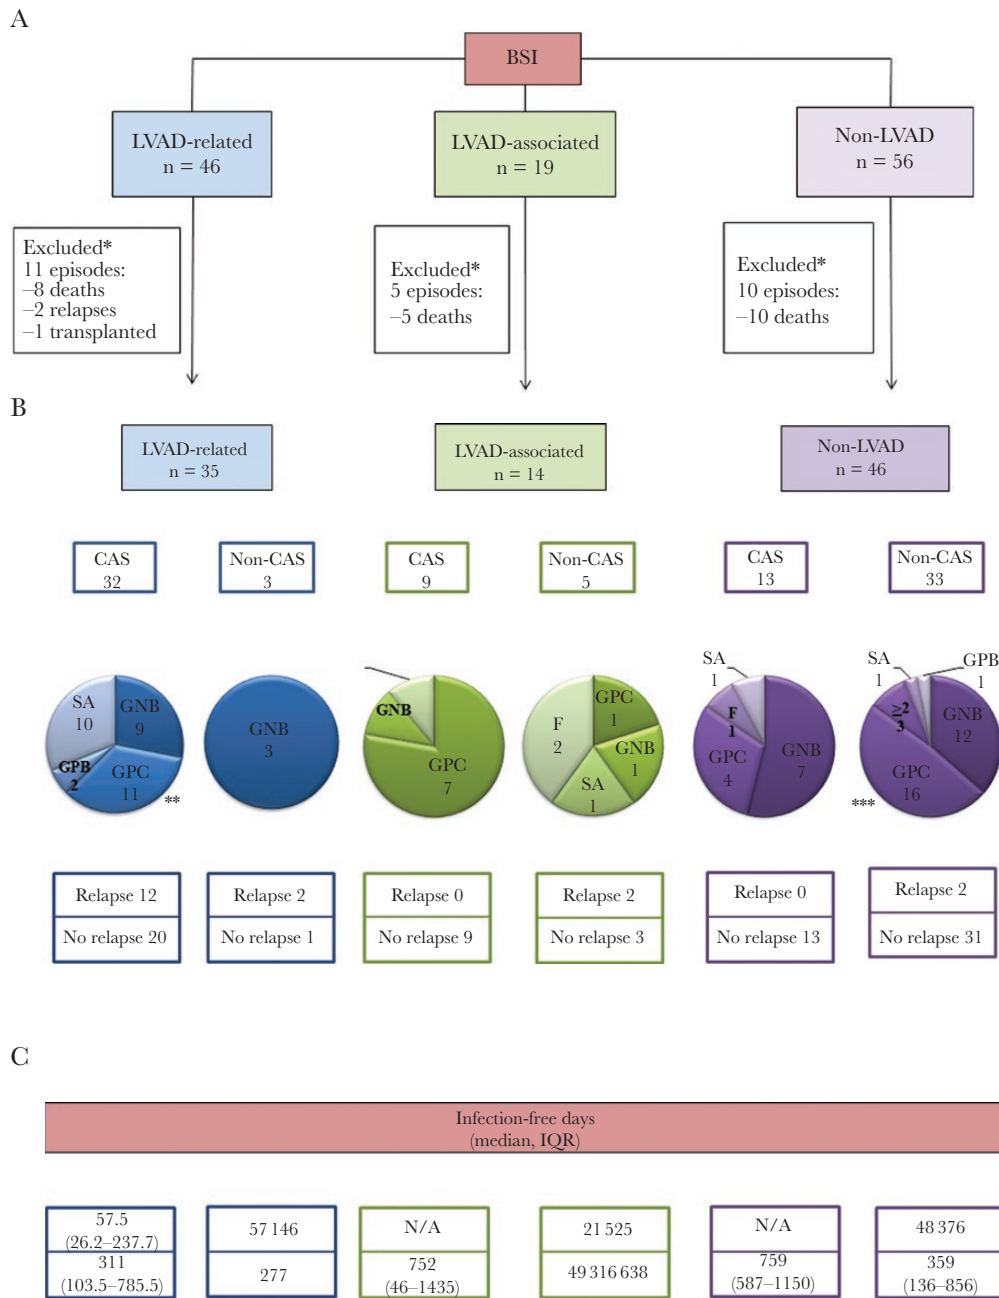 A
BSI
LVAD-related
n = 46
LVAD-associated
n = 19
Non-LVAD
n = 56
Excluded*
11 episodes:
–8 deaths
–2 relapses
–1 transplanted
Excluded*
5 episodes:
–5 deaths
Excluded*
10 episodes:
–10 deaths
B
LVAD-related
n = 35
LVAD-associated
n = 14
Non-LVAD
n = 46
CAS
32
Non-CAS
3
CAS
9
Non-CAS
5
CAS
13
Non-CAS
33
SA
10
GNB
9
GPB
2
GPC
11
**
GNB
3
GNB
GPC
7
F
2
GPC
1
GNB
1
SA
1
SA
1
F
1
GPC
4
GNB
7
SA
1
GPB
1
≥2
3
GNB
12
GPC
16
***
Relapse 12
No relapse 20
Relapse 2
No relapse 1
Relapse 0
No relapse 9
Relapse 2
No relapse 3
Relapse 0
No relapse 13
Relapse 2
No relapse 31
C
Infection-free days
(median, IQR)
57.5
(26.2–237.7)
311
(103.5–785.5)
57 146
277
N/A
752
(46–1435)
21 525
49 316 638
N/A
759
(587–1150)
48 376
359
(136–856)